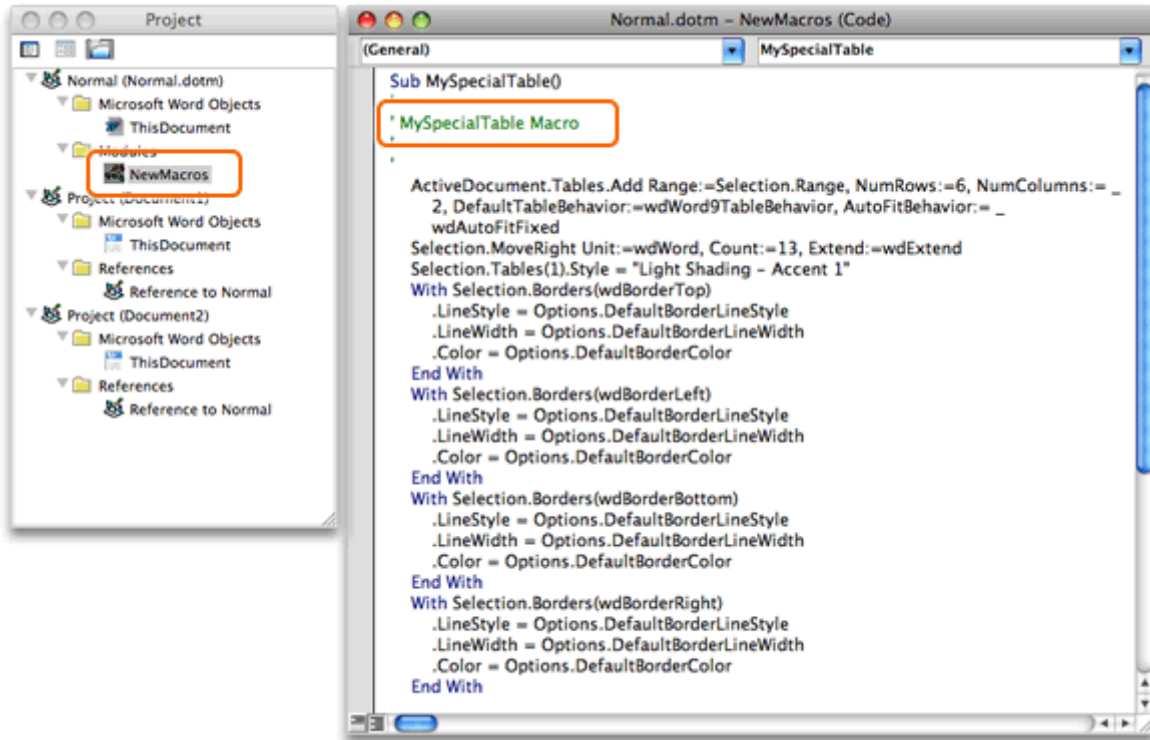 Project
Normal (Normal.dotm)
Microsoft Word Objects
ThisDocument
Modules
NewMacros
Project (Document1)
Microsoft Word Objects
ThisDocument
References
Reference to Normal
Project (Document2)
Microsoft Word Objects
ThisDocument
References
Reference to Normal
Normal.dotm – NewMacros (Code)
(General)
MySpecialTable
Sub MySpecialTable()
'
' MySpecialTable Macro
'
'
ActiveDocument.Tables.Add Range:=Selection.Range, NumRows:=6, NumColumns:= _
2, DefaultTableBehavior:=wdWord9TableBehavior, AutoFitBehavior:= _
wdAutoFitFixed
Selection.MoveRight Unit:=wdWord, Count:=13, Extend:=wdExtend
Selection.Tables(1).Style = "Light Shading - Accent 1"
With Selection.Borders(wdBorderTop)
.LineStyle = Options.DefaultBorderLineStyle
.LineWidth = Options.DefaultBorderLineWidth
.Color = Options.DefaultBorderColor
End With
With Selection.Borders(wdBorderLeft)
.LineStyle = Options.DefaultBorderLineStyle
.LineWidth = Options.DefaultBorderLineWidth
.Color = Options.DefaultBorderColor
End With
With Selection.Borders(wdBorderBottom)
.LineStyle = Options.DefaultBorderLineStyle
.LineWidth = Options.DefaultBorderLineWidth
.Color = Options.DefaultBorderColor
End With
With Selection.Borders(wdBorderRight)
.LineStyle = Options.DefaultBorderLineStyle
.LineWidth = Options.DefaultBorderLineWidth
.Color = Options.DefaultBorderColor
End With